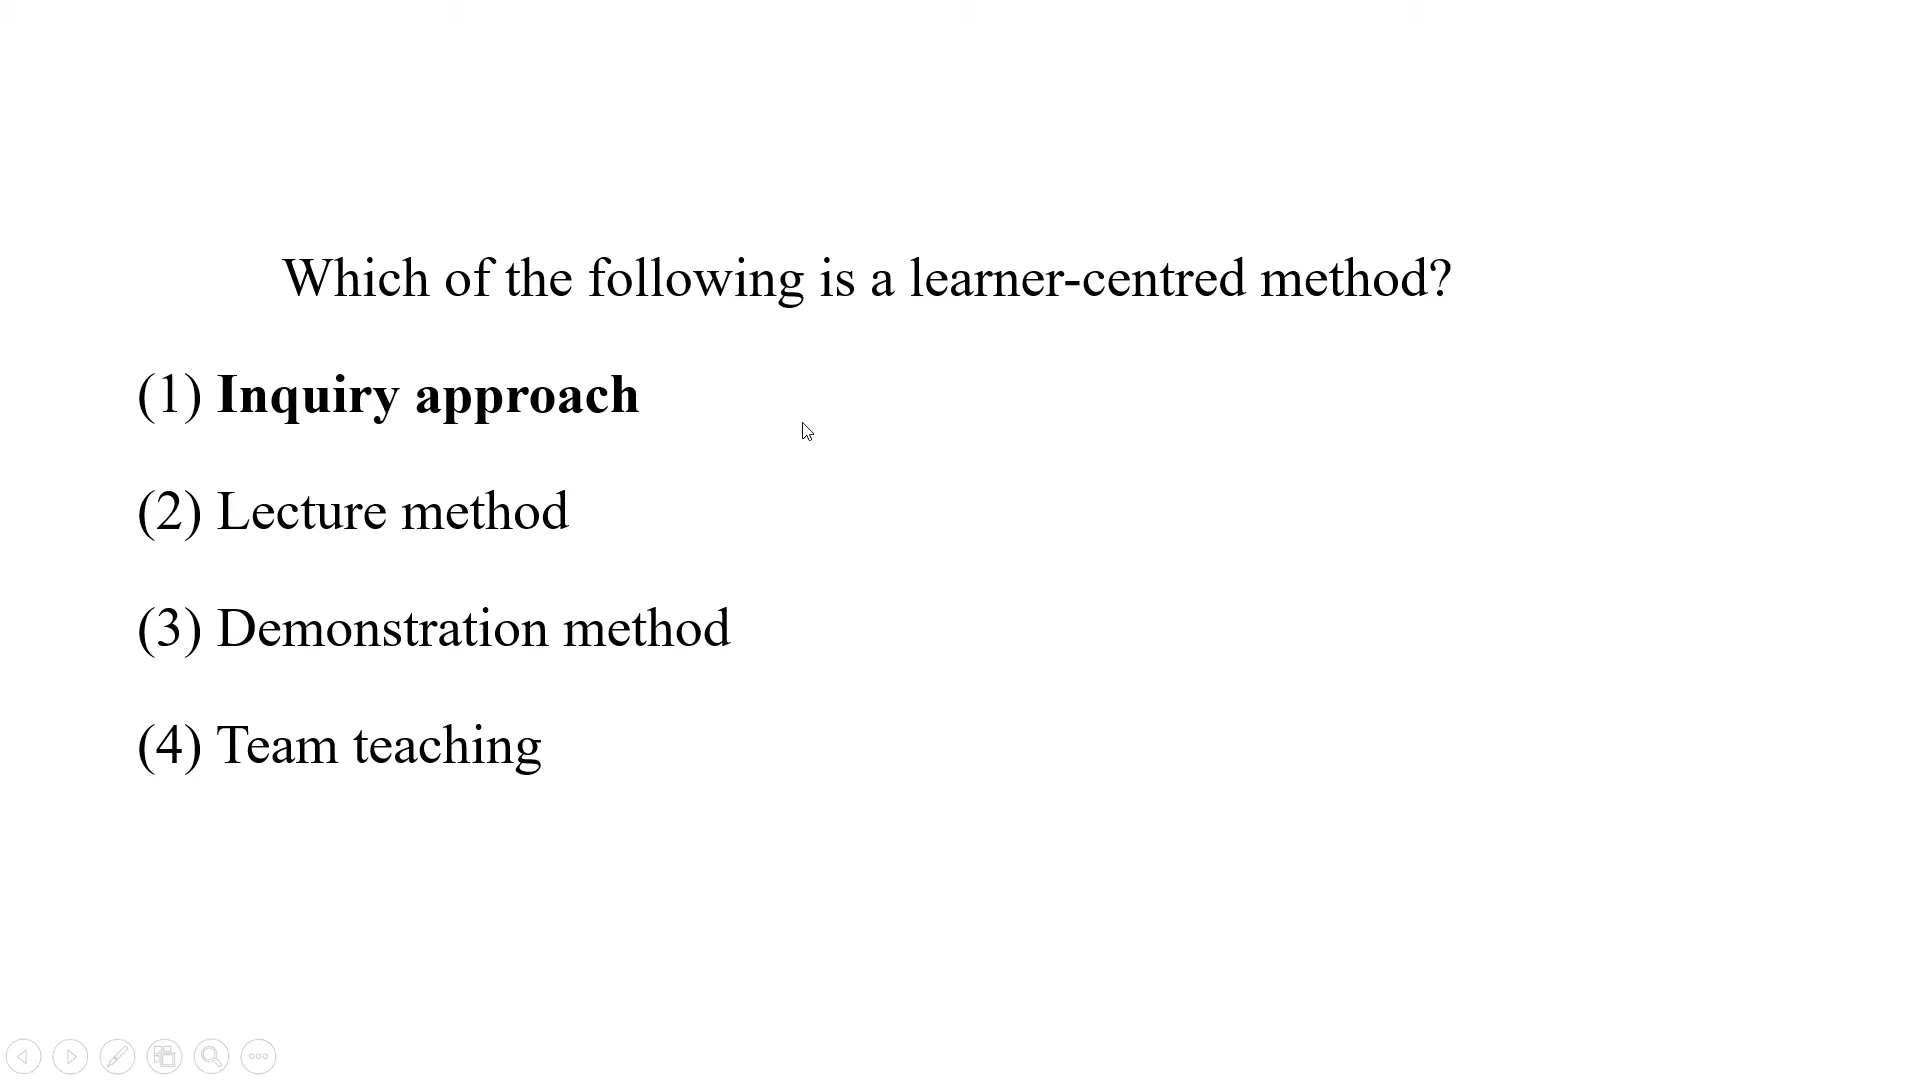 Which of the following is a learner-centred method?
(1) Inquiry approach
(2) Lecture method
(3) Demonstration method
(4) Team teaching